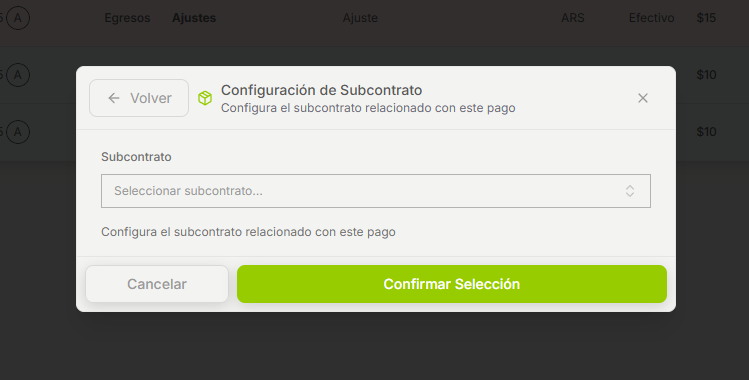 A Egresos Ajustes Ajuste ARS Efectivo $15
A $10
A $10
Volver
Configuración de Subcontrato
Configura el subcontrato relacionado con este pago
Subcontrato
Seleccionar subcontrato...
Configura el subcontrato relacionado con este pago
Cancelar
Confirmar Selección